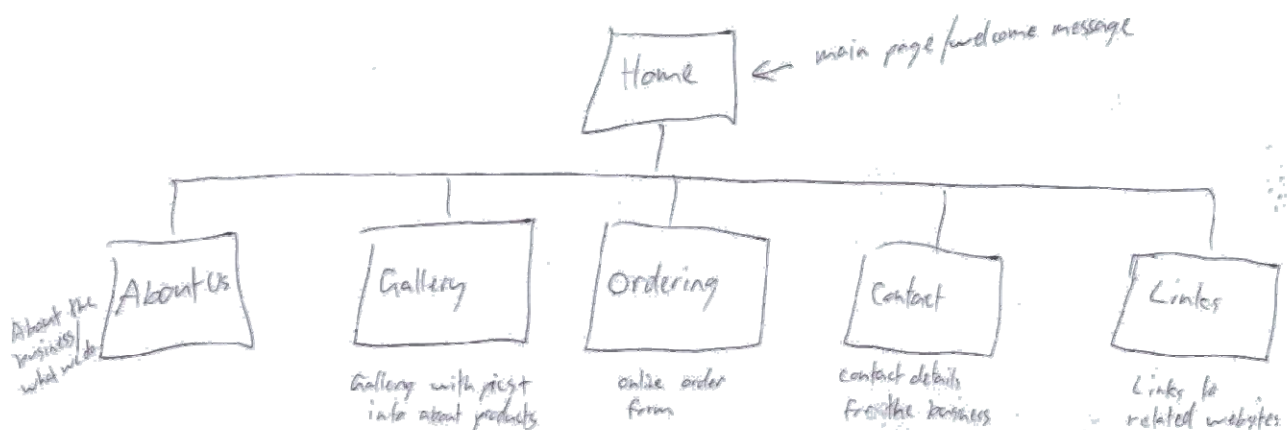 Home
main page/welcome message
About Us
Gallery
Ordering
Contact
Links
About the
business/
what we do
Gallery with pics+
info about products
online order
form
contact details
for the business
Links to
related websites